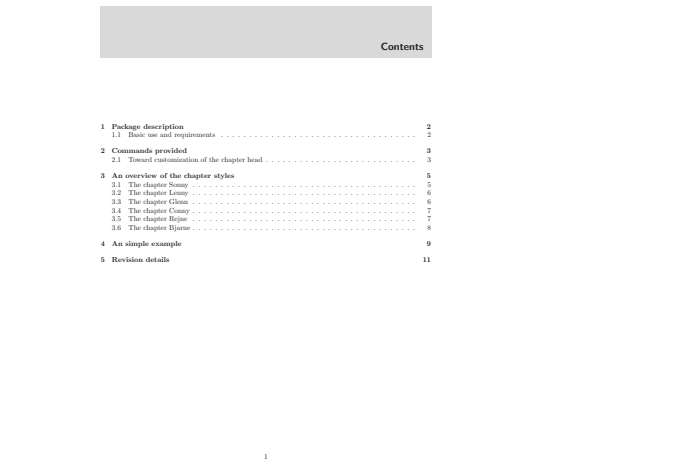 Contents
1 Package description 2
1.1 Basic use and requirements . . . . . . . . . . . . . . . . . . . . . . . . . . . . . . . . . . 2
2 Commands provided 3
2.1 Toward customization of the chapter head . . . . . . . . . . . . . . . . . . . . . . . . . . 3
3 An overview of the chapter styles 5
3.1 The chapter Sonny . . . . . . . . . . . . . . . . . . . . . . . . . . . . . . . . . . . . . . 5
3.2 The chapter Lenny . . . . . . . . . . . . . . . . . . . . . . . . . . . . . . . . . . . . . . 6
3.3 The chapter Glenn . . . . . . . . . . . . . . . . . . . . . . . . . . . . . . . . . . . . . . 6
3.4 The chapter Conny . . . . . . . . . . . . . . . . . . . . . . . . . . . . . . . . . . . . . . 7
3.5 The chapter Rejne . . . . . . . . . . . . . . . . . . . . . . . . . . . . . . . . . . . . . . 7
3.6 The chapter Bjarne . . . . . . . . . . . . . . . . . . . . . . . . . . . . . . . . . . . . . . 8
4 An simple example 9
5 Revision details 11
1